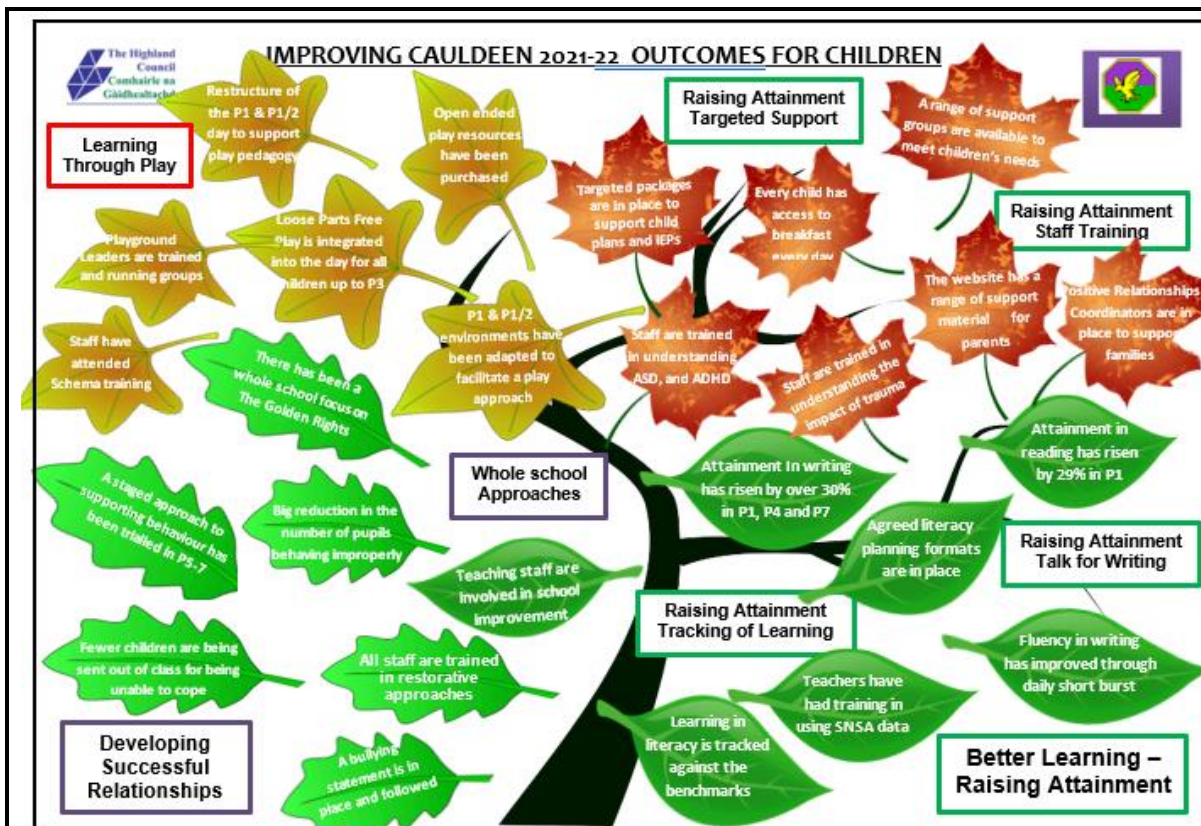 The Highland
Council
Comhairle na
Gàidhealtachd
IMPROVING CAULDEEN 2021-22 OUTCOMES FOR CHILDREN
Learning
Through Play
Restructure of
the P1 & P1/2
day to support
play pedagogy
Open ended
play resources
have been
purchased
Playground
Leaders are trained
and running groups
Loose Parts Free
Play is integrated
into the day for all
children up to P3
Staff have
attended
Schema training
P1 & P1/2
environments have
been adapted to
facilitate a play
approach
Raising Attainment
Targeted Support
Targeted packages
are in place to
support child
plans and IEPs
Every child has
access to
breakfast
every day
A range of support
groups are available to
meet children's needs
Raising Attainment
Staff Training
Staff are trained
in understanding
ASD, and ADHD
Staff are trained in
understanding the
impact of trauma
The website has a
range of support
material for
parents
Positive Relationships
Coordinators are in
place to support
families
There has been a
whole school focus on
The Golden Rights
A staged approach to
supporting behaviour has
been trialled in P5-7
Big reduction in the
number of pupils
behaving improperly
Whole school
Approaches
Teaching staff are
involved in school
improvement
Fewer children are being
sent out of class for being
unable to cope
All staff are trained
in restorative
approaches
Developing
Successful
Relationships
A bullying
statement is in
place and followed
Attainment In writing
has risen by over 30%
in P1, P4 and P7
Attainment in
reading has risen
by 29% in P1
Agreed literacy
planning formats
are in place
Raising Attainment
Talk for Writing
Raising Attainment
Tracking of Learning
Fluency in writing
has improved through
daily short burst
Teachers have
had training in
using SNSA data
Learning in
literacy is tracked
against the
benchmarks
Better Learning –
Raising Attainment